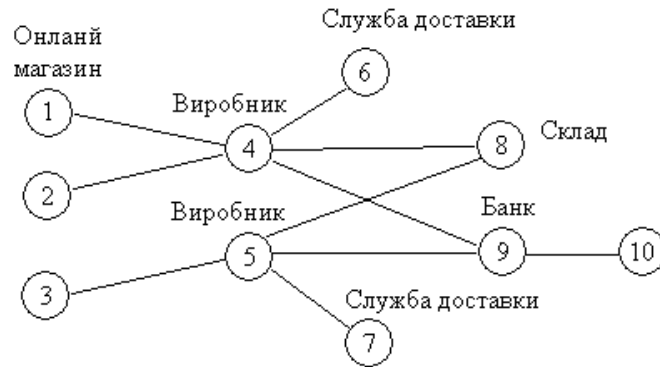 Служба доставки
Онланй
магазин
6
1
Виробник
Склад
4
8
2
Виробник
Банк
5
9
10
3
Служба доставки
7